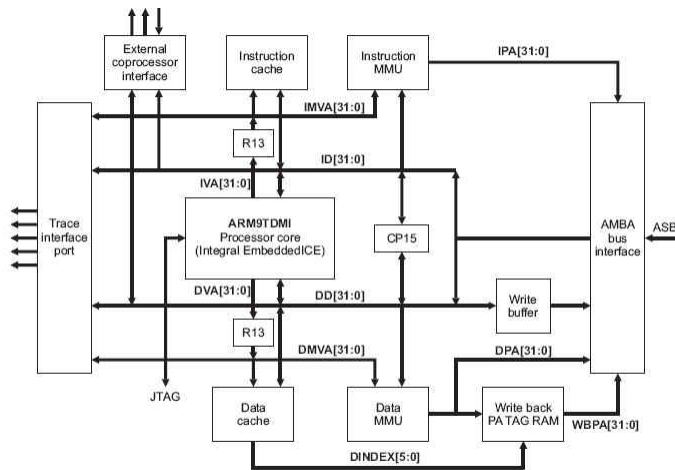 External
coprocessor
interface
Instruction
cache
Instruction
MMU
IPA[31:0]
IMVA[31:0]
R13
ID[31:0]
IVA[31:0]
Trace
interface
port
ARM9TDMI
Processor core
(Integral EmbeddedICE)
CP15
AMBA
bus
interface
ASB
DVA[31:0]
DD[31:0]
Write
buffer
R13
DMVA[31:0]
DPA[31:0]
JTAG
Data
cache
Data
MMU
Write back
PA TAG RAM
WBPA[31:0]
DINDEX[5:0]